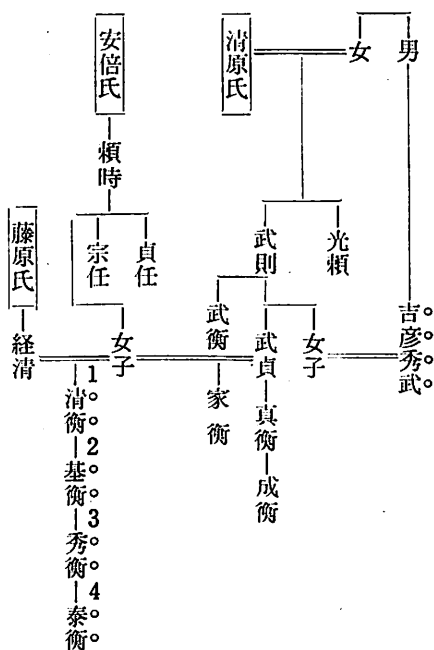 男
女
清原氏
安倍氏
頼時
藤原氏
光頼
武則
貞任
宗任
吉彦秀武
女子
武貞
真衡
成衡
武衡
家衡
女子
経清
1
清衡
2
基衡
3
秀衡
4
泰衡